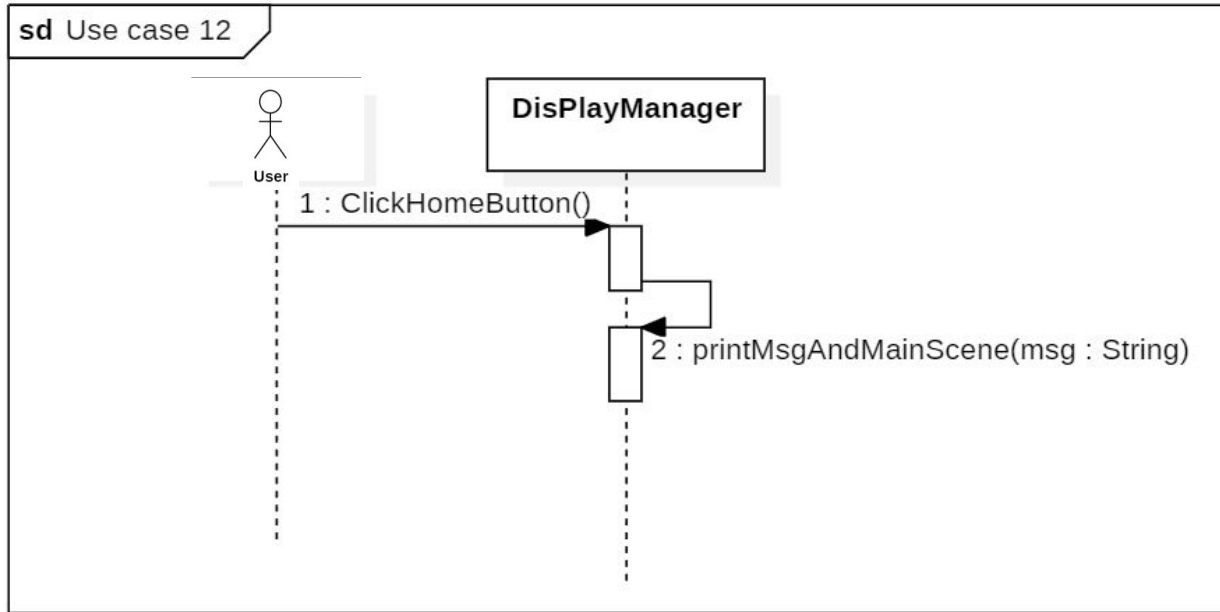 sd Use case 12
DisPlayManager
User
1 : ClickHomeButton()
2 : printMsgAndMainScene(msg : String)